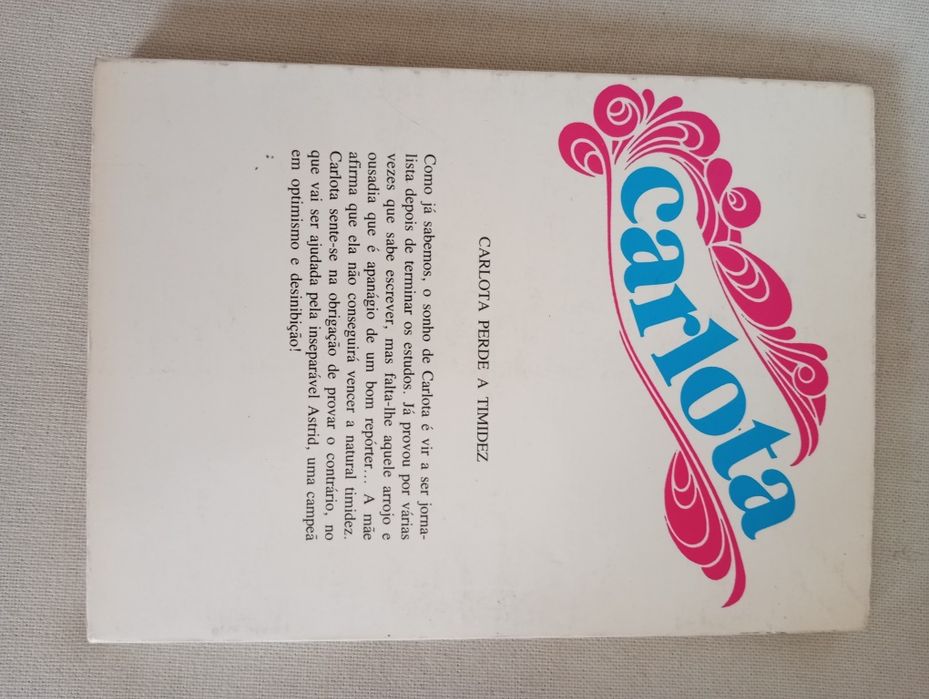 carlota
CARLOTA PERDE A TIMIDEZ
Como já sabemos, o sonho de Carlota é vir a ser jorna-
lista depois de terminar os estudos. Já provou por várias
vezes que sabe escrever, mas falta-lhe aquele arrojo e
ousadia que é apanágio de um bom repórter... A mãe
afirma que ela não conseguirá vencer a natural timidez.
Carlota sente-se na obrigação de provar o contrário, no
que vai ser ajudada pela inseparável Astrid, uma campeã
em optimismo e desinibição!